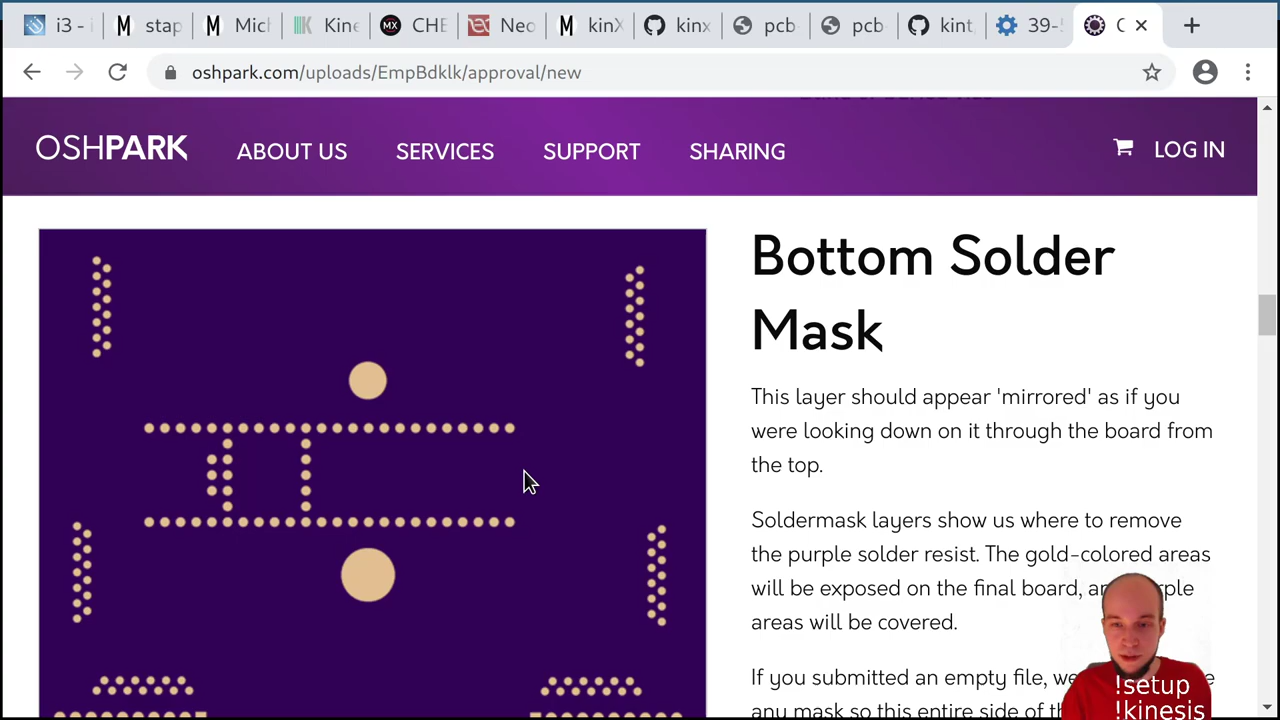 i3 - i
stap
Mich
Kine
CHE
Neo
kinX
kinx
pcb
pcb
kint
39-
oshpark.com/uploads/EmpBdklk/approval/new
OSHPARK
ABOUT US
SERVICES
SUPPORT
SHARING
LOG IN
Bottom Solder
Mask
This layer should appear 'mirrored' as if you
were looking down on it through the board from
the top.
Soldermask layers show us where to remove
the purple solder resist. The gold-colored areas
will be exposed on the final board, an rple
areas will be covered.
If you submitted an empty file, we e
any mask so this entire side of th
!setup
!kinesis